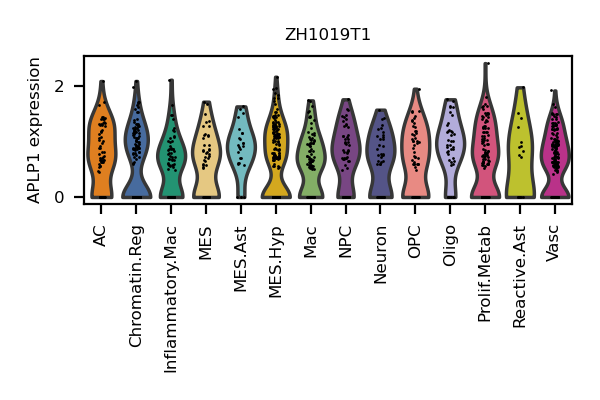 ZH1019T1
APLP1 expression
2
0
AC
Chromatin.Reg
Inflammatory.Mac
MES
MES.Ast
MES.Hyp
Mac
NPC
Neuron
OPC
Oligo
Prolif.Metab
Reactive.Ast
Vasc